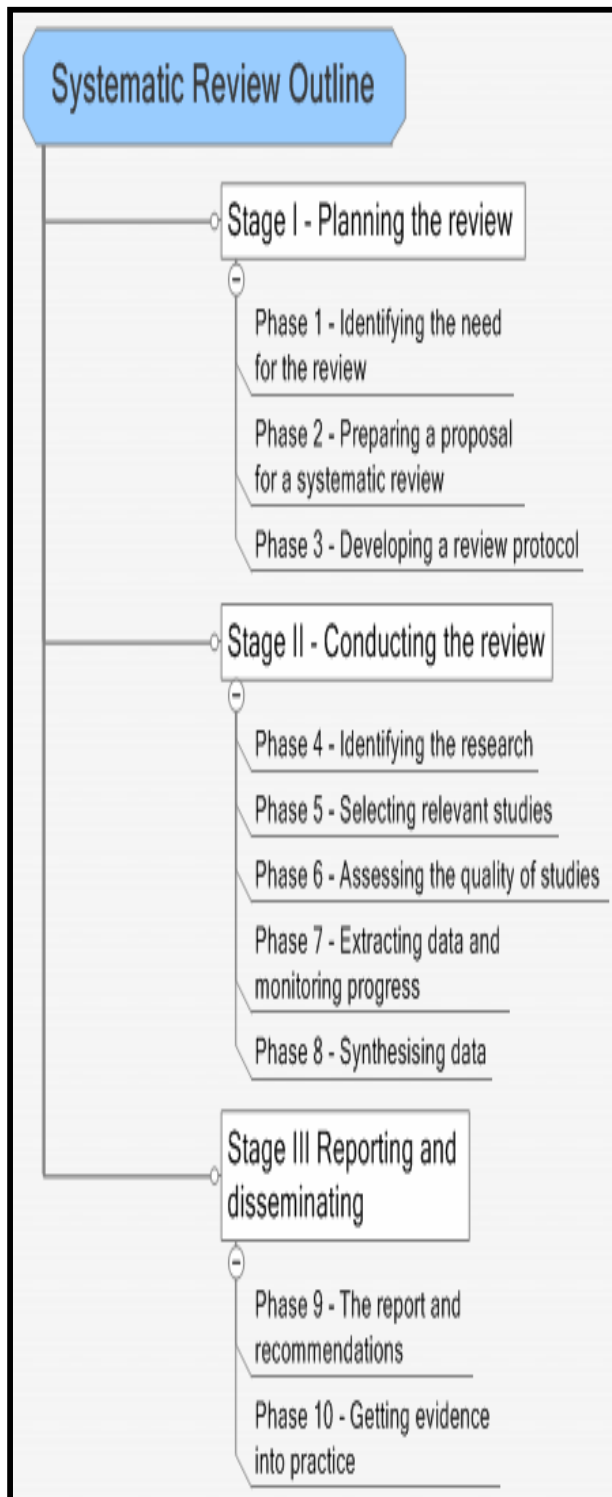 Systematic Review Outline
Stage I - Planning the review
Phase 1 - Identifying the need
for the review
Phase 2 - Preparing a proposal
for a systematic review
Phase 3 - Developing a review protocol
Stage II - Conducting the review
Phase 4 - Identifying the research
Phase 5 - Selecting relevant studies
Phase 6 - Assessing the quality of studies
Phase 7 - Extracting data and
monitoring progress
Phase 8 - Synthesising data
Stage III Reporting and
disseminating
Phase 9 - The report and
recommendations
Phase 10 - Getting evidence
into practice